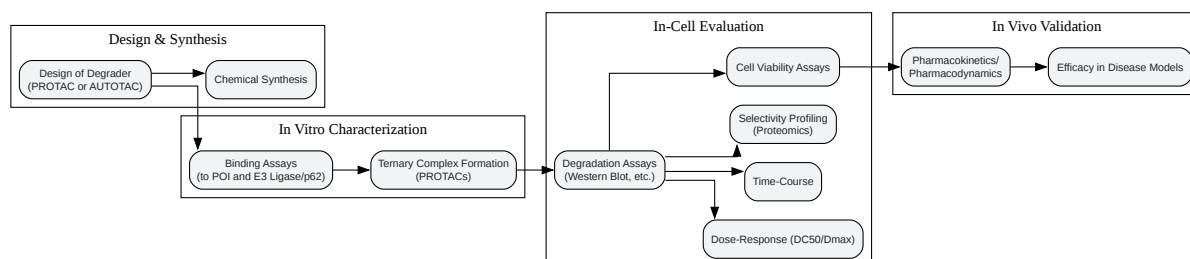 Design & Synthesis
Design of Degrader
(PROTAC or AUTOTAC)
Chemical Synthesis
In Vitro Characterization
Binding Assays
(to POI and E3 Ligase/p62)
Ternary Complex Formation
(PROTACs)
In-Cell Evaluation
Cell Viability Assays
Selectivity Profiling
(Proteomics)
Degradation Assays
(Western Blot, etc.)
Time-Course
Dose-Response (DC50/Dmax)
In Vivo Validation
Pharmacokinetics/
Pharmacodynamics
Efficacy in Disease Models